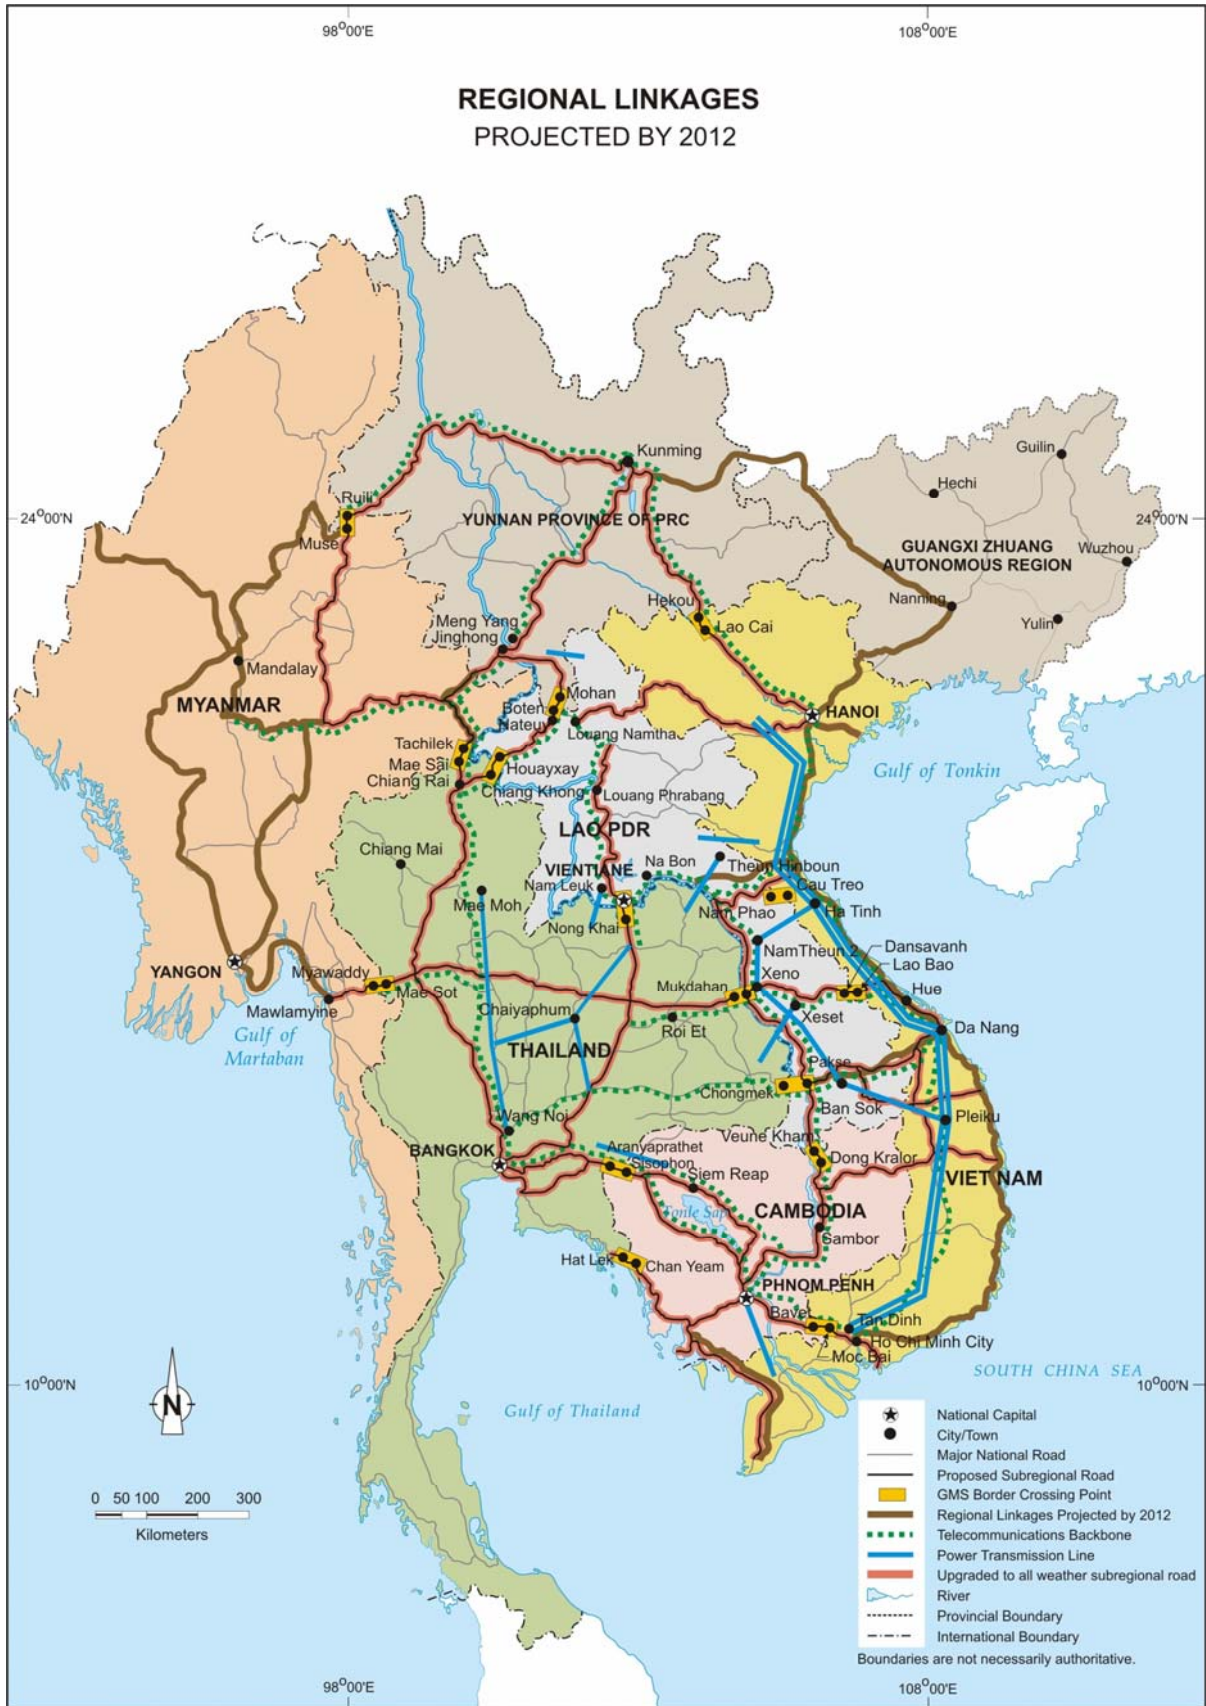 98°00'E
108°00'E
REGIONAL LINKAGES
PROJECTED BY 2012
Kunming
Guilin
Hechi
Ruili
24°00'N
YUNNAN PROVINCE OF PRC
24°00'N
Muse
GUANGXI ZHUANG
AUTONOMOUS REGION
Wuzhou
Hekou
Nanning
Meng Yang
Lao Cai
Yulin
Jinghong
Mandalay
Mohan
MYANMAR
Boten
HANOI
Nateuy
Louang Namtha
Tachilek
Mae Sai
Houayxay
Gulf of Tonkin
Chiang Rai
Chiang Khong
Louang Phrabang
LAO PDR
Chiang Mai
Na Bon
Theun Hinboun
VIENTIANE
Nam Leuk
Cau Treo
Mae Moh
Nam Phao
Ha Tinh
Nong Khai
NamTheun 2
Dansavanh
YANGON
Myawaddy
Xeno
Lao Bao
Mae Sot
Mukdahan
Hue
Mawlamyine
Chaiyaphum
Xeset
Gulf of
Martaban
Roi Et
Da Nang
THAILAND
Pakse
Chongmek
Ban Sok
Wang Noi
Pleiku
Veune Kham
BANGKOK
Aranyaprathet
Sisophon
Dong Kralor
Siem Reap
VIET NAM
Tonle Sap
CAMBODIA
Sambor
Hat Lek
Chan Yeam
PHNOM PENH
Bavet
Tan Dinh
Ho Chi Minh City
Moc Bai
SOUTH CHINA SEA
10°00'N
10°00'N
N
Gulf of Thailand
National Capital
City/Town
Major National Road
Proposed Subregional Road
GMS Border Crossing Point
Regional Linkages Projected by 2012
Telecommunications Backbone
Power Transmission Line
Upgraded to all weather subregional road
River
Provincial Boundary
International Boundary
Boundaries are not necessarily authoritative.
0 50 100 200 300
Kilometers
98°00'E
108°00'E